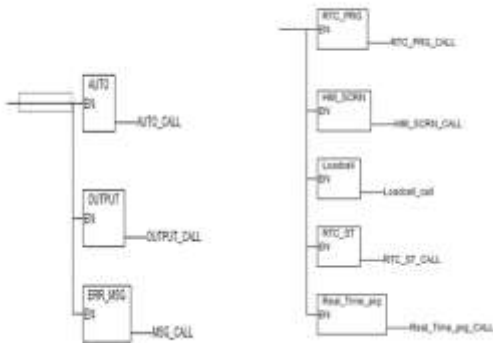 AUTO
EN
AUTO_CALL
OUTPUT
EN
OUTPUT_CALL
ERR_MSG
EN
MSG_CALL
RTC_PRG
EN
RTC_PRG_CALL
HMI_SCRN
EN
HMI_SCRN_CALL
Loadcell
EN
Loadcell_call
RTC_ST
EN
RTC_ST_CALL
Real_Time_prg
EN
Real_Time_prg_CALL